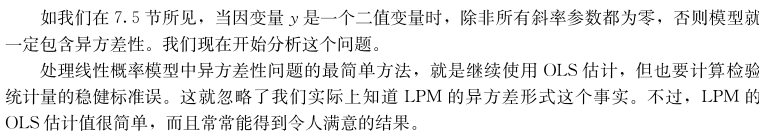 如我们在 7.5 节所见，当因变量 y 是一个二值变量时，除非所有斜率参数都为零，否则模型就
一定包含异方差性。我们现在开始分析这个问题。
处理线性概率模型中异方差性问题的最简单方法，就是继续使用 OLS 估计，但也要计算检验
统计量的稳健标准误。这就忽略了我们实际上知道 LPM 的异方差形式这个事实。不过，LPM 的
OLS 估计值很简单，而且常常能得到令人满意的结果。